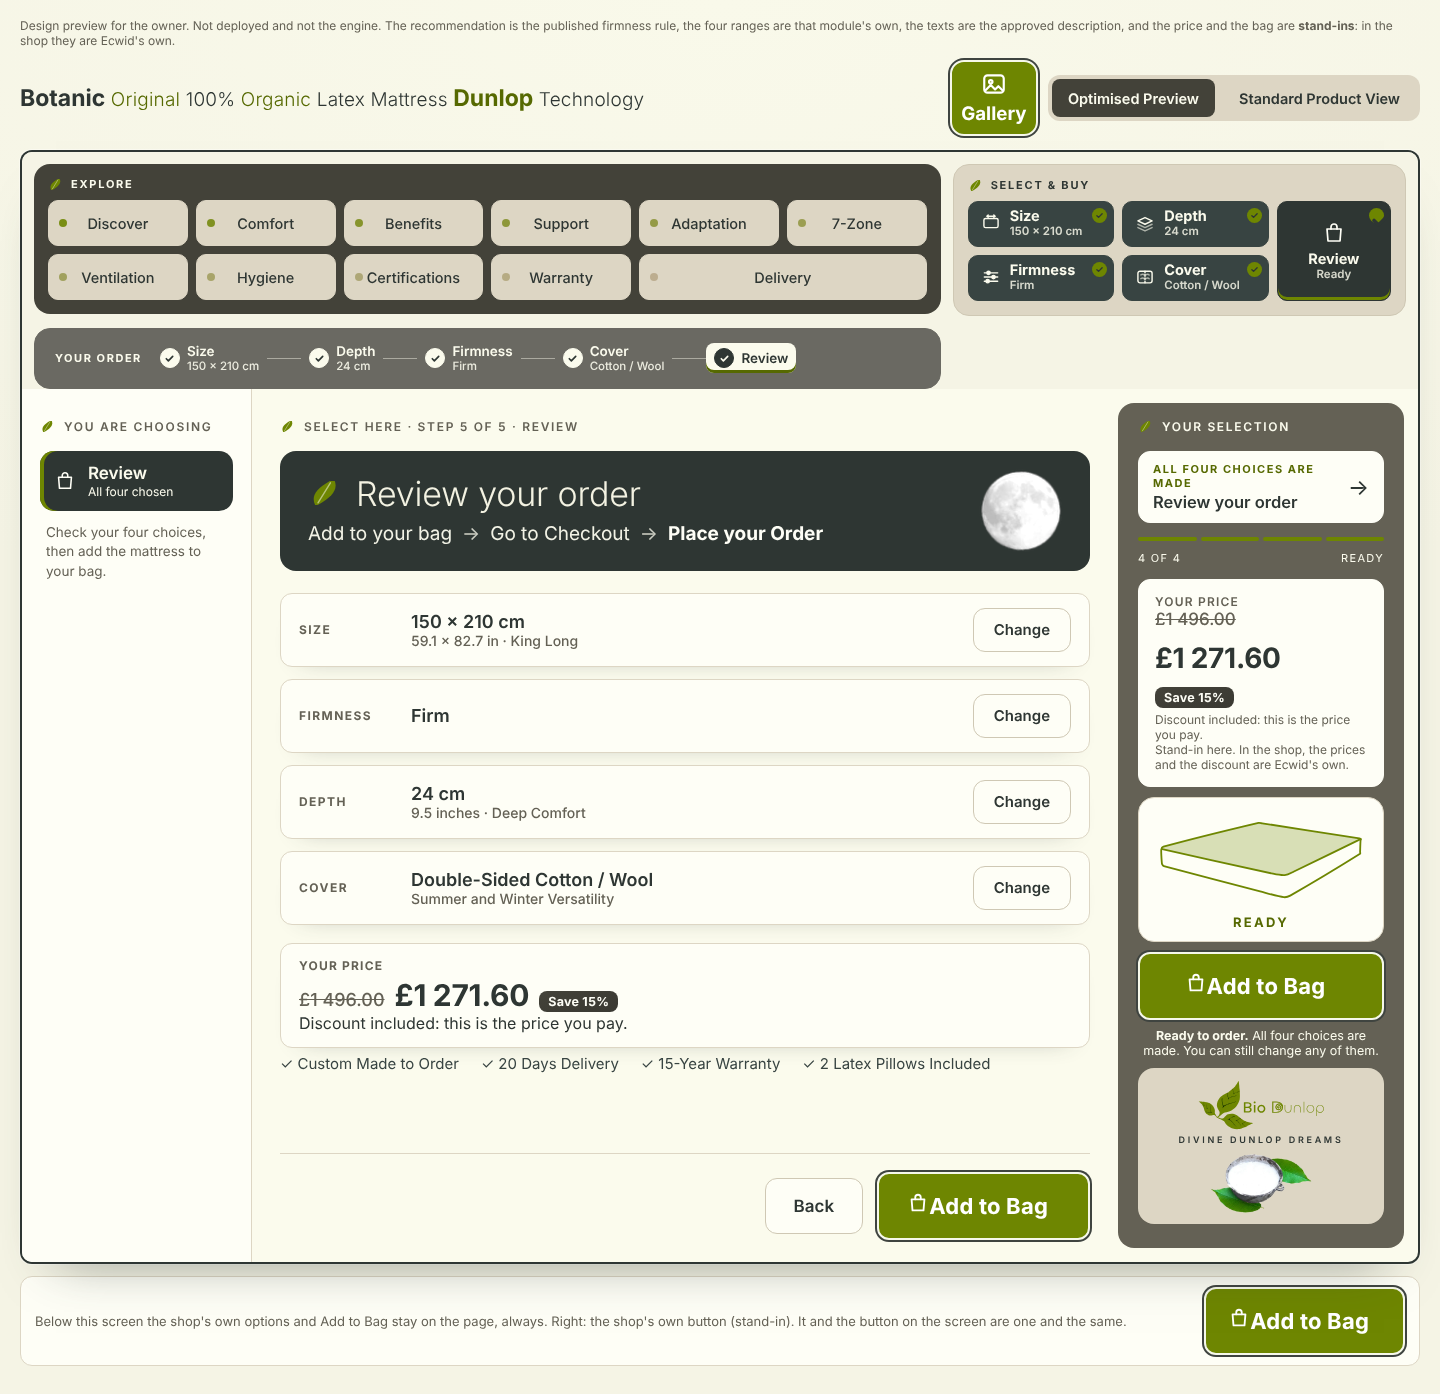 Design preview for the owner. Not deployed and not the engine. The recommendation is the published firmness rule, the four ranges are that module's own, the texts are the approved description, and the price and the bag are stand-ins: in the
shop they are Ecwid's own.
Botanic Original 100% Organic Latex Mattress Dunlop Technology
Gallery
Optimised Preview
Standard Product View
EXPLORE
Discover
Comfort
Benefits
Support
Adaptation
7-Zone
Ventilation
Hygiene
Certifications
Warranty
Delivery
SELECT & BUY
Size
150 × 210 cm
Depth
24 cm
Firmness
Firm
Cover
Cotton / Wool
Review
Ready
YOUR ORDER
Size
150 × 210 cm
Depth
24 cm
Firmness
Firm
Cover
Cotton / Wool
Review
YOU ARE CHOOSING
Review
All four chosen
Check your four choices,
then add the mattress to
your bag.
SELECT HERE · STEP 5 OF 5 · REVIEW
Review your order
Add to your bag → Go to Checkout → Place your Order
SIZE
150 × 210 cm
59.1 × 82.7 in · King Long
Change
FIRMNESS
Firm
Change
DEPTH
24 cm
9.5 inches · Deep Comfort
Change
COVER
Double-Sided Cotton / Wool
Summer and Winter Versatility
Change
YOUR PRICE
£1 496.00 £1 271.60 Save 15%
Discount included: this is the price you pay.
✓ Custom Made to Order ✓ 20 Days Delivery ✓ 15-Year Warranty ✓ 2 Latex Pillows Included
Back
Add to Bag
YOUR SELECTION
ALL FOUR CHOICES ARE
MADE
Review your order →
4 OF 4
READY
YOUR PRICE
£1 496.00
£1 271.60
Save 15%
Discount included: this is the price
you pay.
Stand-in here. In the shop, the prices
and the discount are Ecwid's own.
READY
Add to Bag
Ready to order. All four choices are
made. You can still change any of them.
Bio Dunlop
DIVINE DUNLOP DREAMS
Below this screen the shop's own options and Add to Bag stay on the page, always. Right: the shop's own button (stand-in). It and the button on the screen are one and the same.
Add to Bag